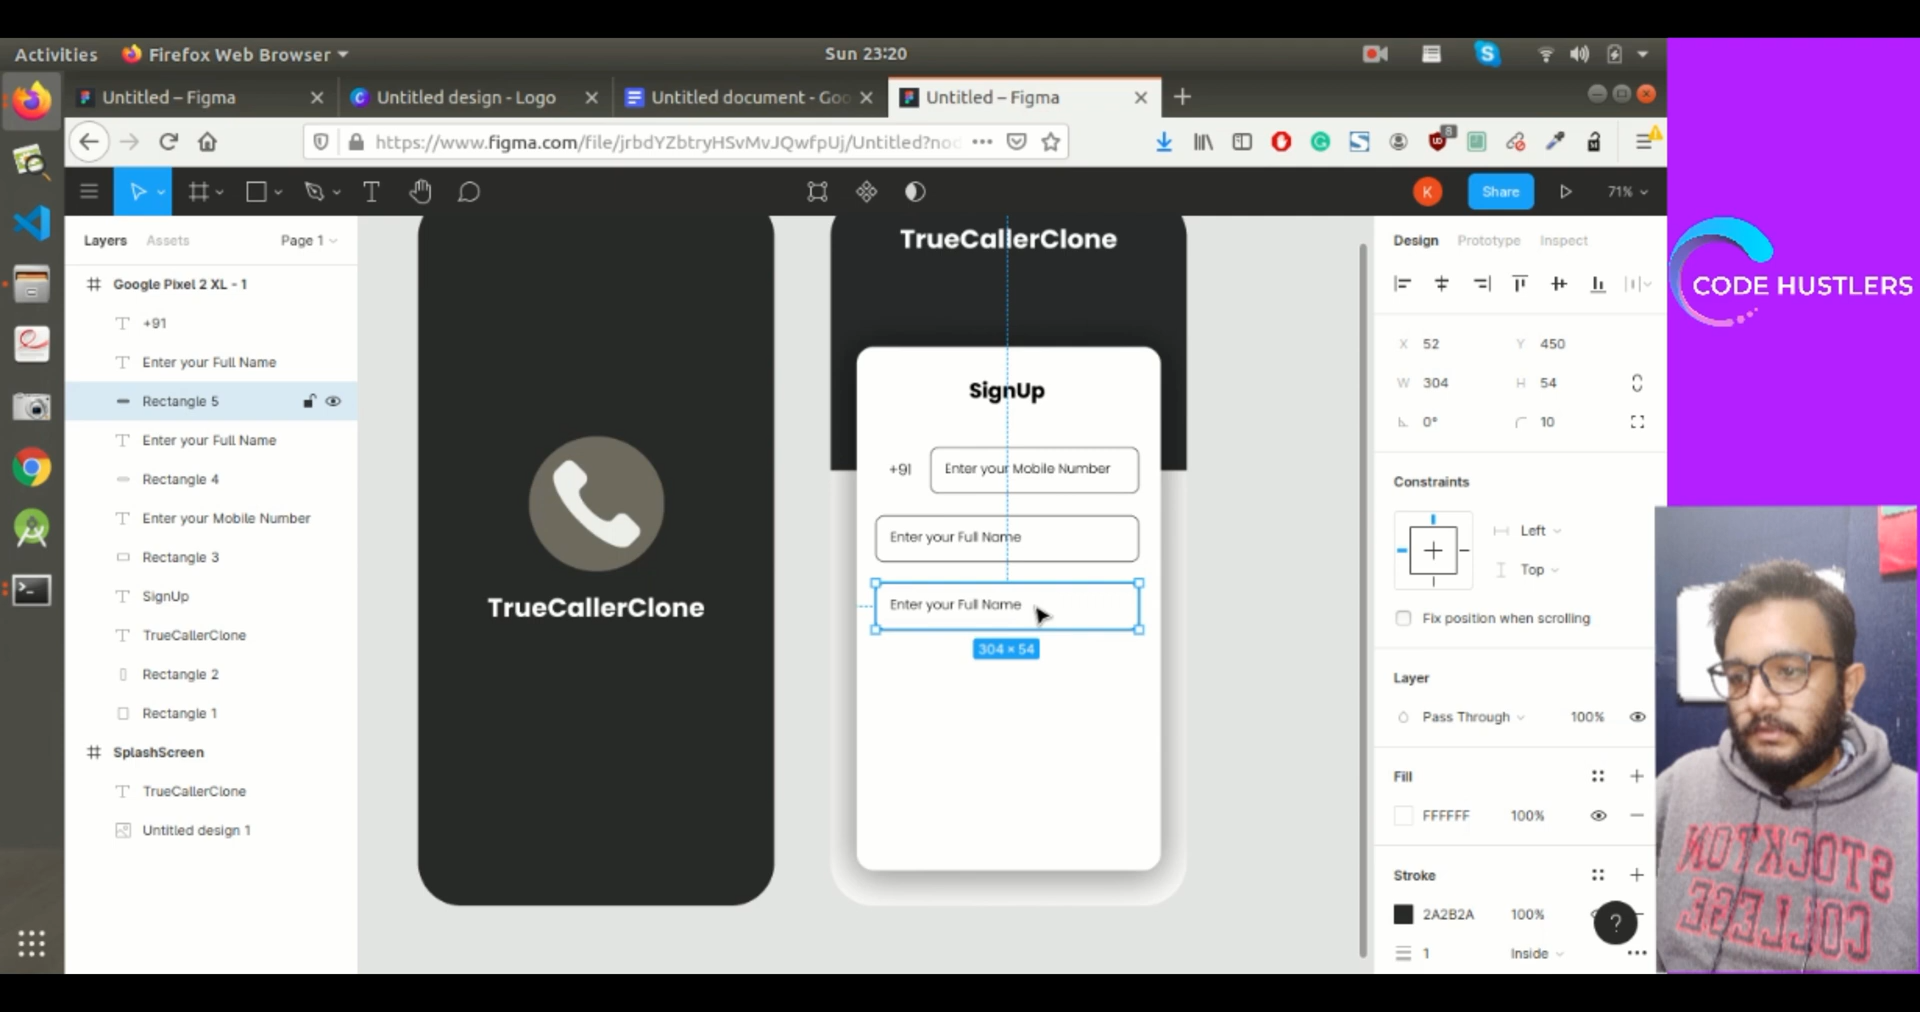 Activities
Firefox Web Browser
Sun 23:20
Untitled – Figma
Untitled design - Logo
Untitled document - Goo
Untitled – Figma
https://www.figma.com/file/jrbdYZbtryHSvMvJQwfpUj/Untitled?nod
8
K
Share
71%
Layers
Assets
Page 1
Google Pixel 2 XL - 1
+91
Enter your Full Name
Rectangle 5
Enter your Full Name
Rectangle 4
Enter your Mobile Number
Rectangle 3
SignUp
TrueCallerClone
Rectangle 2
Rectangle 1
SplashScreen
TrueCallerClone
Untitled design 1
TrueCallerClone
TrueCallerClone
SignUp
+91
Enter your Mobile Number
Enter your Full Name
Enter your Full Name
304 × 54
Design
Prototype
Inspect
X 52
Y 450
W 304
H 54
0°
10
Constraints
Left
Top
Fix position when scrolling
Layer
Pass Through
100%
Fill
FFFFFF
100%
Stroke
2A2B2A
100%
1
Inside
?
CODE HUSTLERS
STOCKTON
COLLEGE